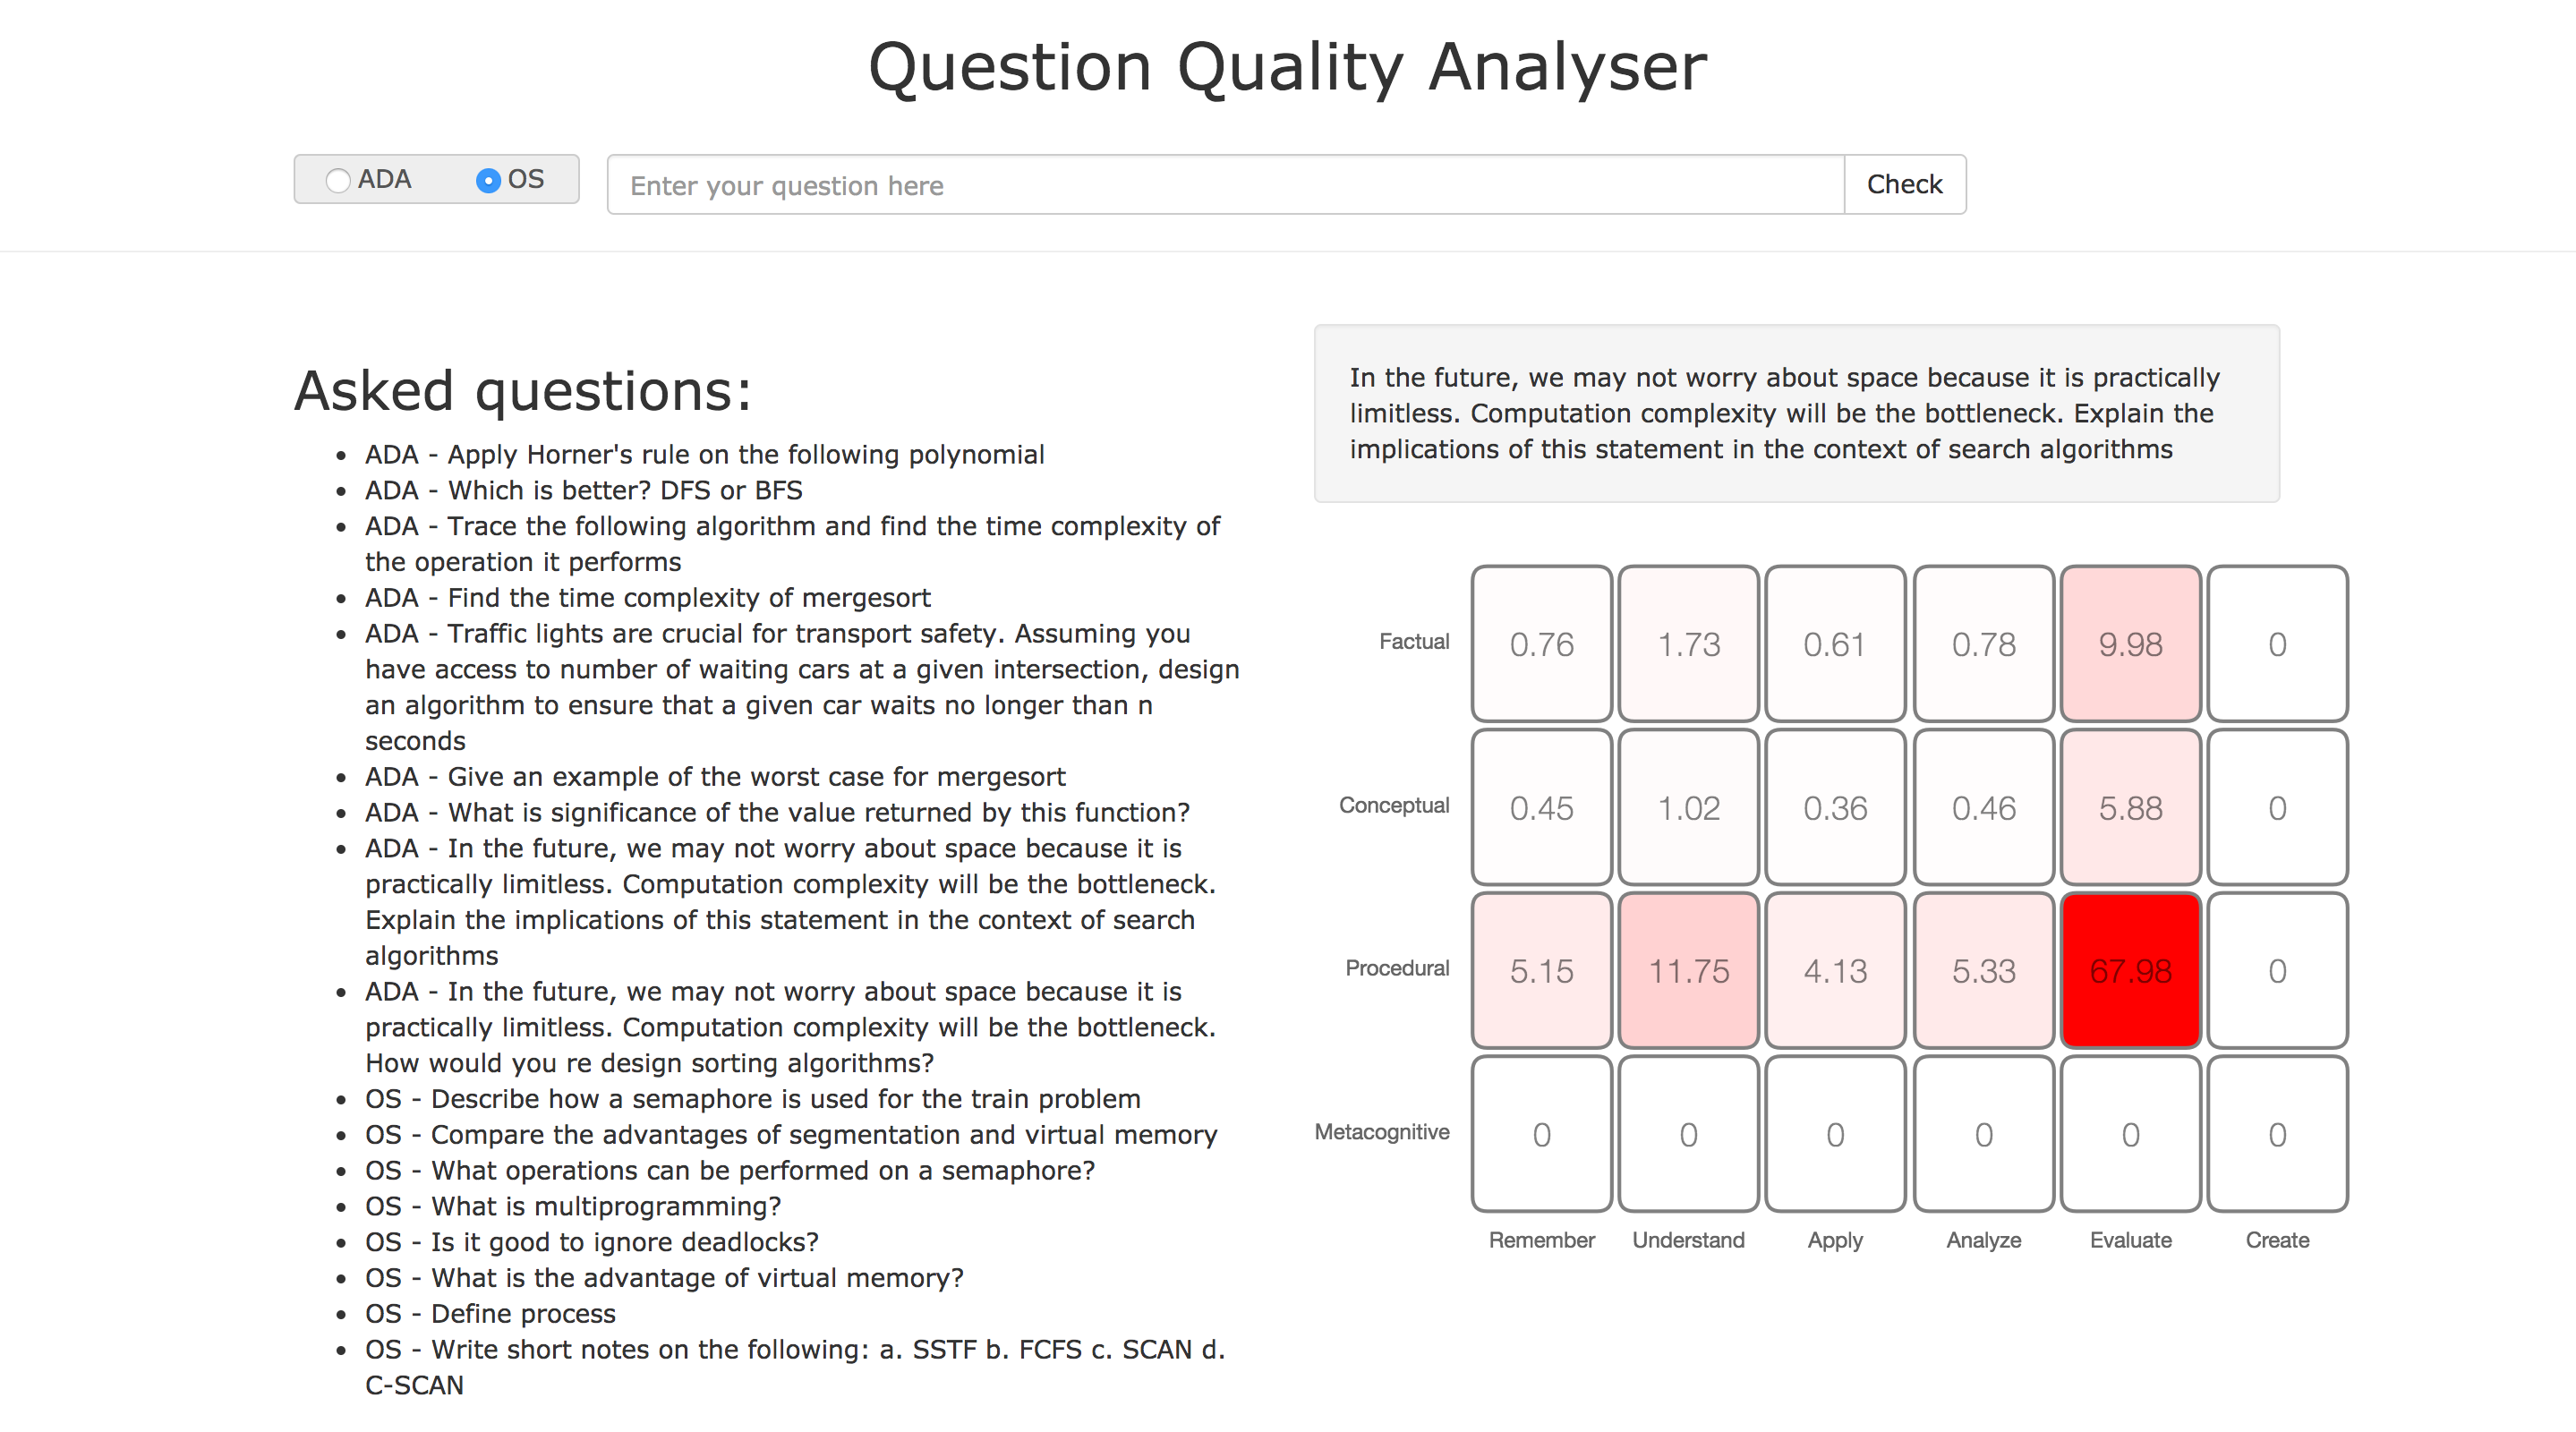 Question Quality Analyser
ADA OS Enter your question here Check
Asked questions:
• ADA - Apply Horner's rule on the following polynomial
• ADA - Which is better? DFS or BFS
• ADA - Trace the following algorithm and find the time complexity of
the operation it performs
• ADA - Find the time complexity of mergesort
• ADA - Traffic lights are crucial for transport safety. Assuming you
have access to number of waiting cars at a given intersection, design
an algorithm to ensure that a given car waits no longer than n
seconds
• ADA - Give an example of the worst case for mergesort
• ADA - What is significance of the value returned by this function?
• ADA - In the future, we may not worry about space because it is
practically limitless. Computation complexity will be the bottleneck.
Explain the implications of this statement in the context of search
algorithms
• ADA - In the future, we may not worry about space because it is
practically limitless. Computation complexity will be the bottleneck.
How would you re design sorting algorithms?
• OS - Describe how a semaphore is used for the train problem
• OS - Compare the advantages of segmentation and virtual memory
• OS - What operations can be performed on a semaphore?
• OS - What is multiprogramming?
• OS - Is it good to ignore deadlocks?
• OS - What is the advantage of virtual memory?
• OS - Define process
• OS - Write short notes on the following: a. SSTF b. FCFS c. SCAN d.
C-SCAN
In the future, we may not worry about space because it is practically
limitless. Computation complexity will be the bottleneck. Explain the
implications of this statement in the context of search algorithms
Factual 0.76 1.73 0.61 0.78 9.98 0
Conceptual 0.45 1.02 0.36 0.46 5.88 0
Procedural 5.15 11.75 4.13 5.33 67.98 0
Metacognitive 0 0 0 0 0 0
Remember Understand Apply Analyze Evaluate Create